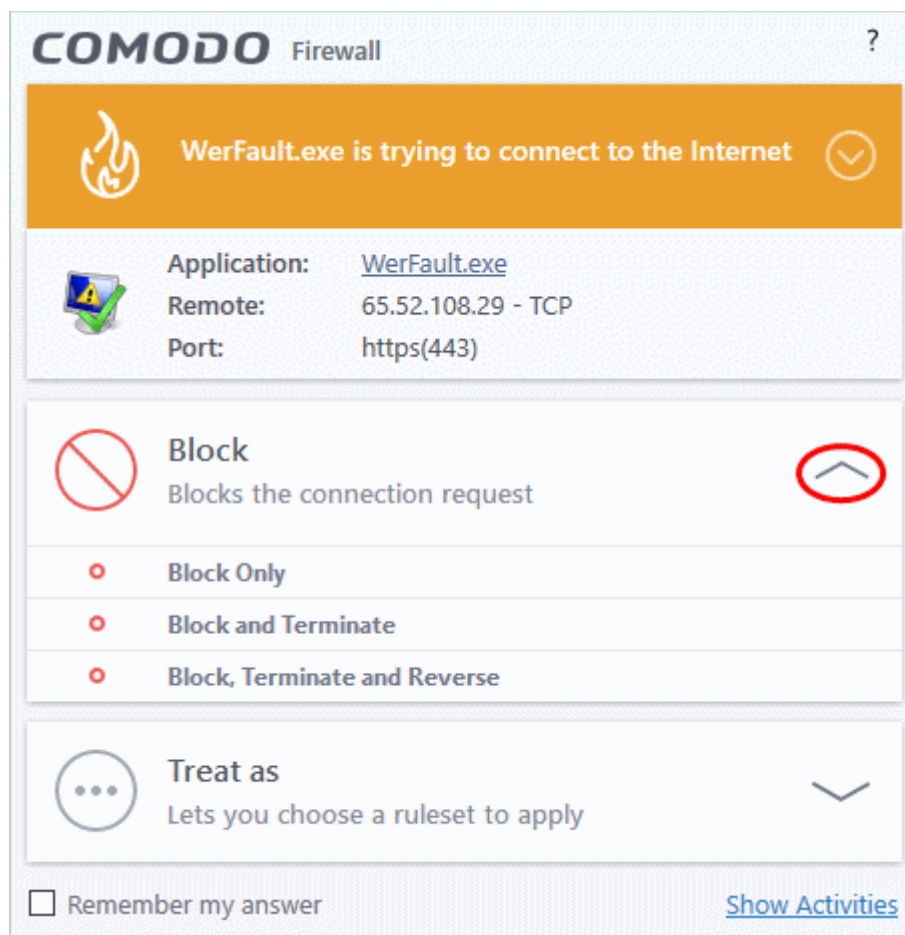 COMODO Firewall ?
WerFault.exe is trying to connect to the Internet
Application: WerFault.exe
Remote: 65.52.108.29 - TCP
Port: https(443)
Block
Blocks the connection request
Block Only
Block and Terminate
Block, Terminate and Reverse
Treat as
Lets you choose a ruleset to apply
Remember my answer Show Activities